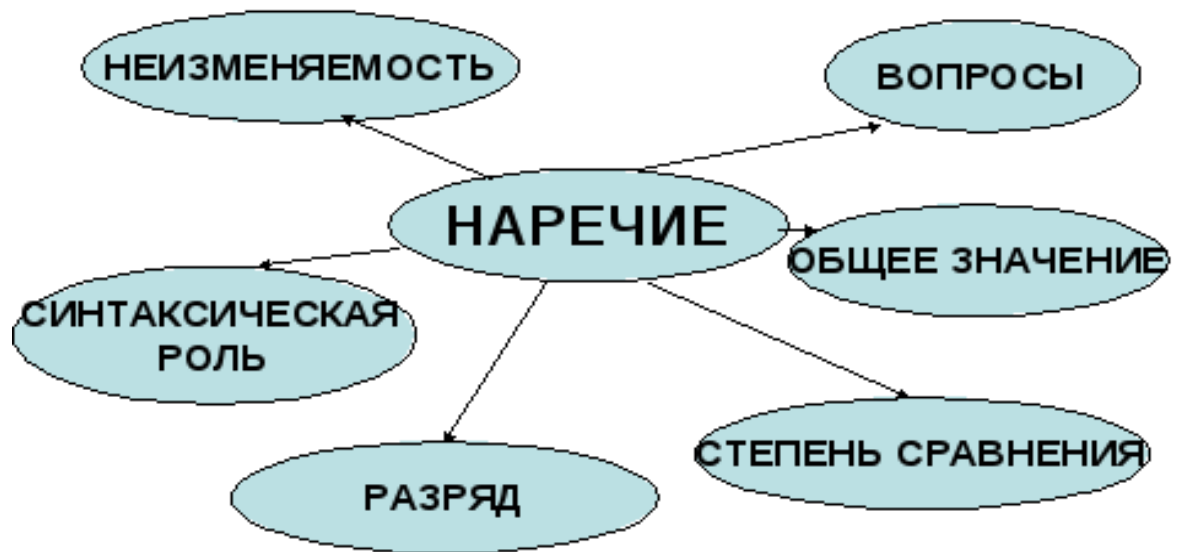 НЕИЗМЕНЯЕМОСТЬ
ВОПРОСЫ
НАРЕЧИЕ
ОБЩЕЕ ЗНАЧЕНИЕ
СИНТАКСИЧЕСКАЯ
РОЛЬ
СТЕПЕНЬ СРАВНЕНИЯ
РАЗРЯД